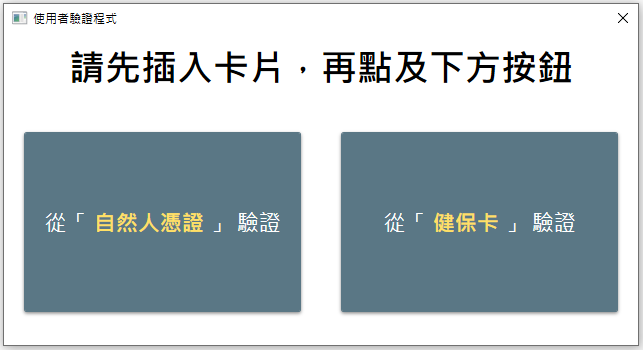 使用者驗證程式
請先插入卡片，再點及下方按鈕
從「 自然人憑證 」 驗證
從「 健保卡 」 驗證